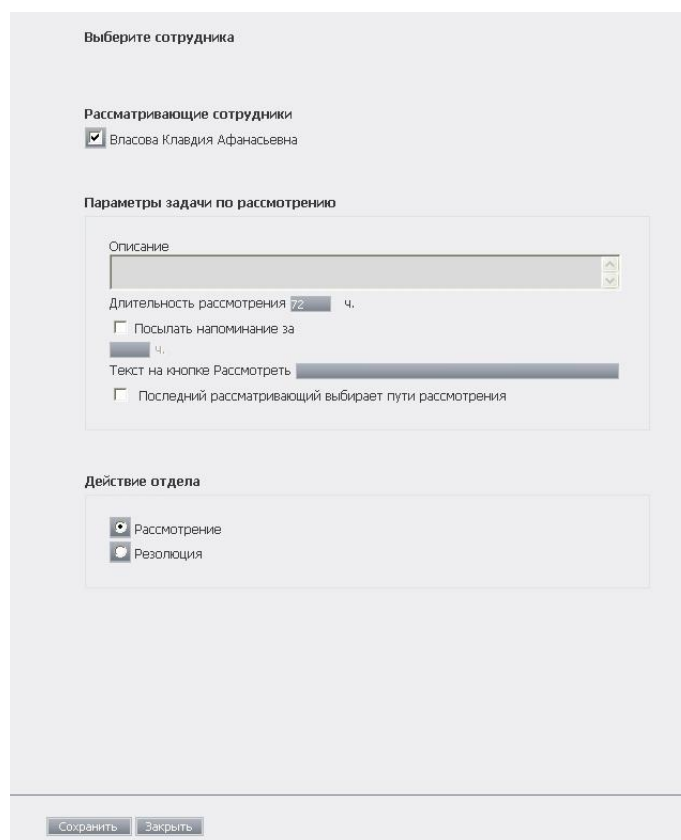 Выберите сотрудника
Рассматривающие сотрудники
Власова Клавдия Афанасьевна
Параметры задачи по рассмотрению
Описание
Длительность рассмотрения 72 ч.
Посылать напоминание за
ч.
Текст на кнопке Рассмотреть
Последний рассматривающий выбирает пути рассмотрения
Действие отдела
Рассмотрение
Резолюция
Сохранить Закрыть